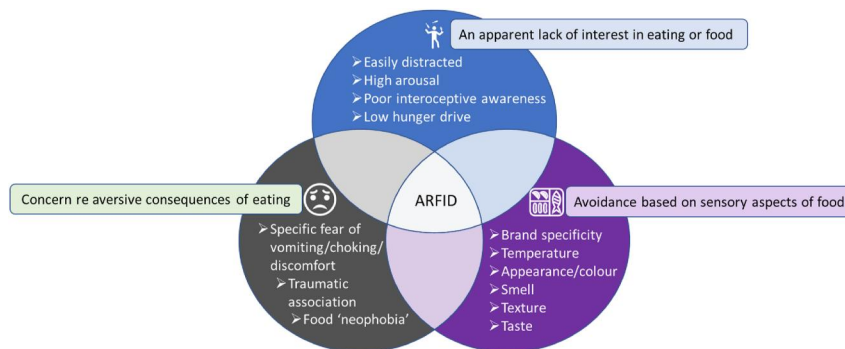 An apparent lack of interest in eating or food
➢Easily distracted
➢High arousal
➢Poor interoceptive awareness
➢Low hunger drive
Concern re aversive consequences of eating
ARFID
Avoidance based on sensory aspects of food
➢Specific fear of
vomiting/choking/
discomfort
➢Traumatic
association
➢Food ‘neophobia’
➢Brand specificity
➢Temperature
➢Appearance/colour
➢Smell
➢Texture
➢Taste